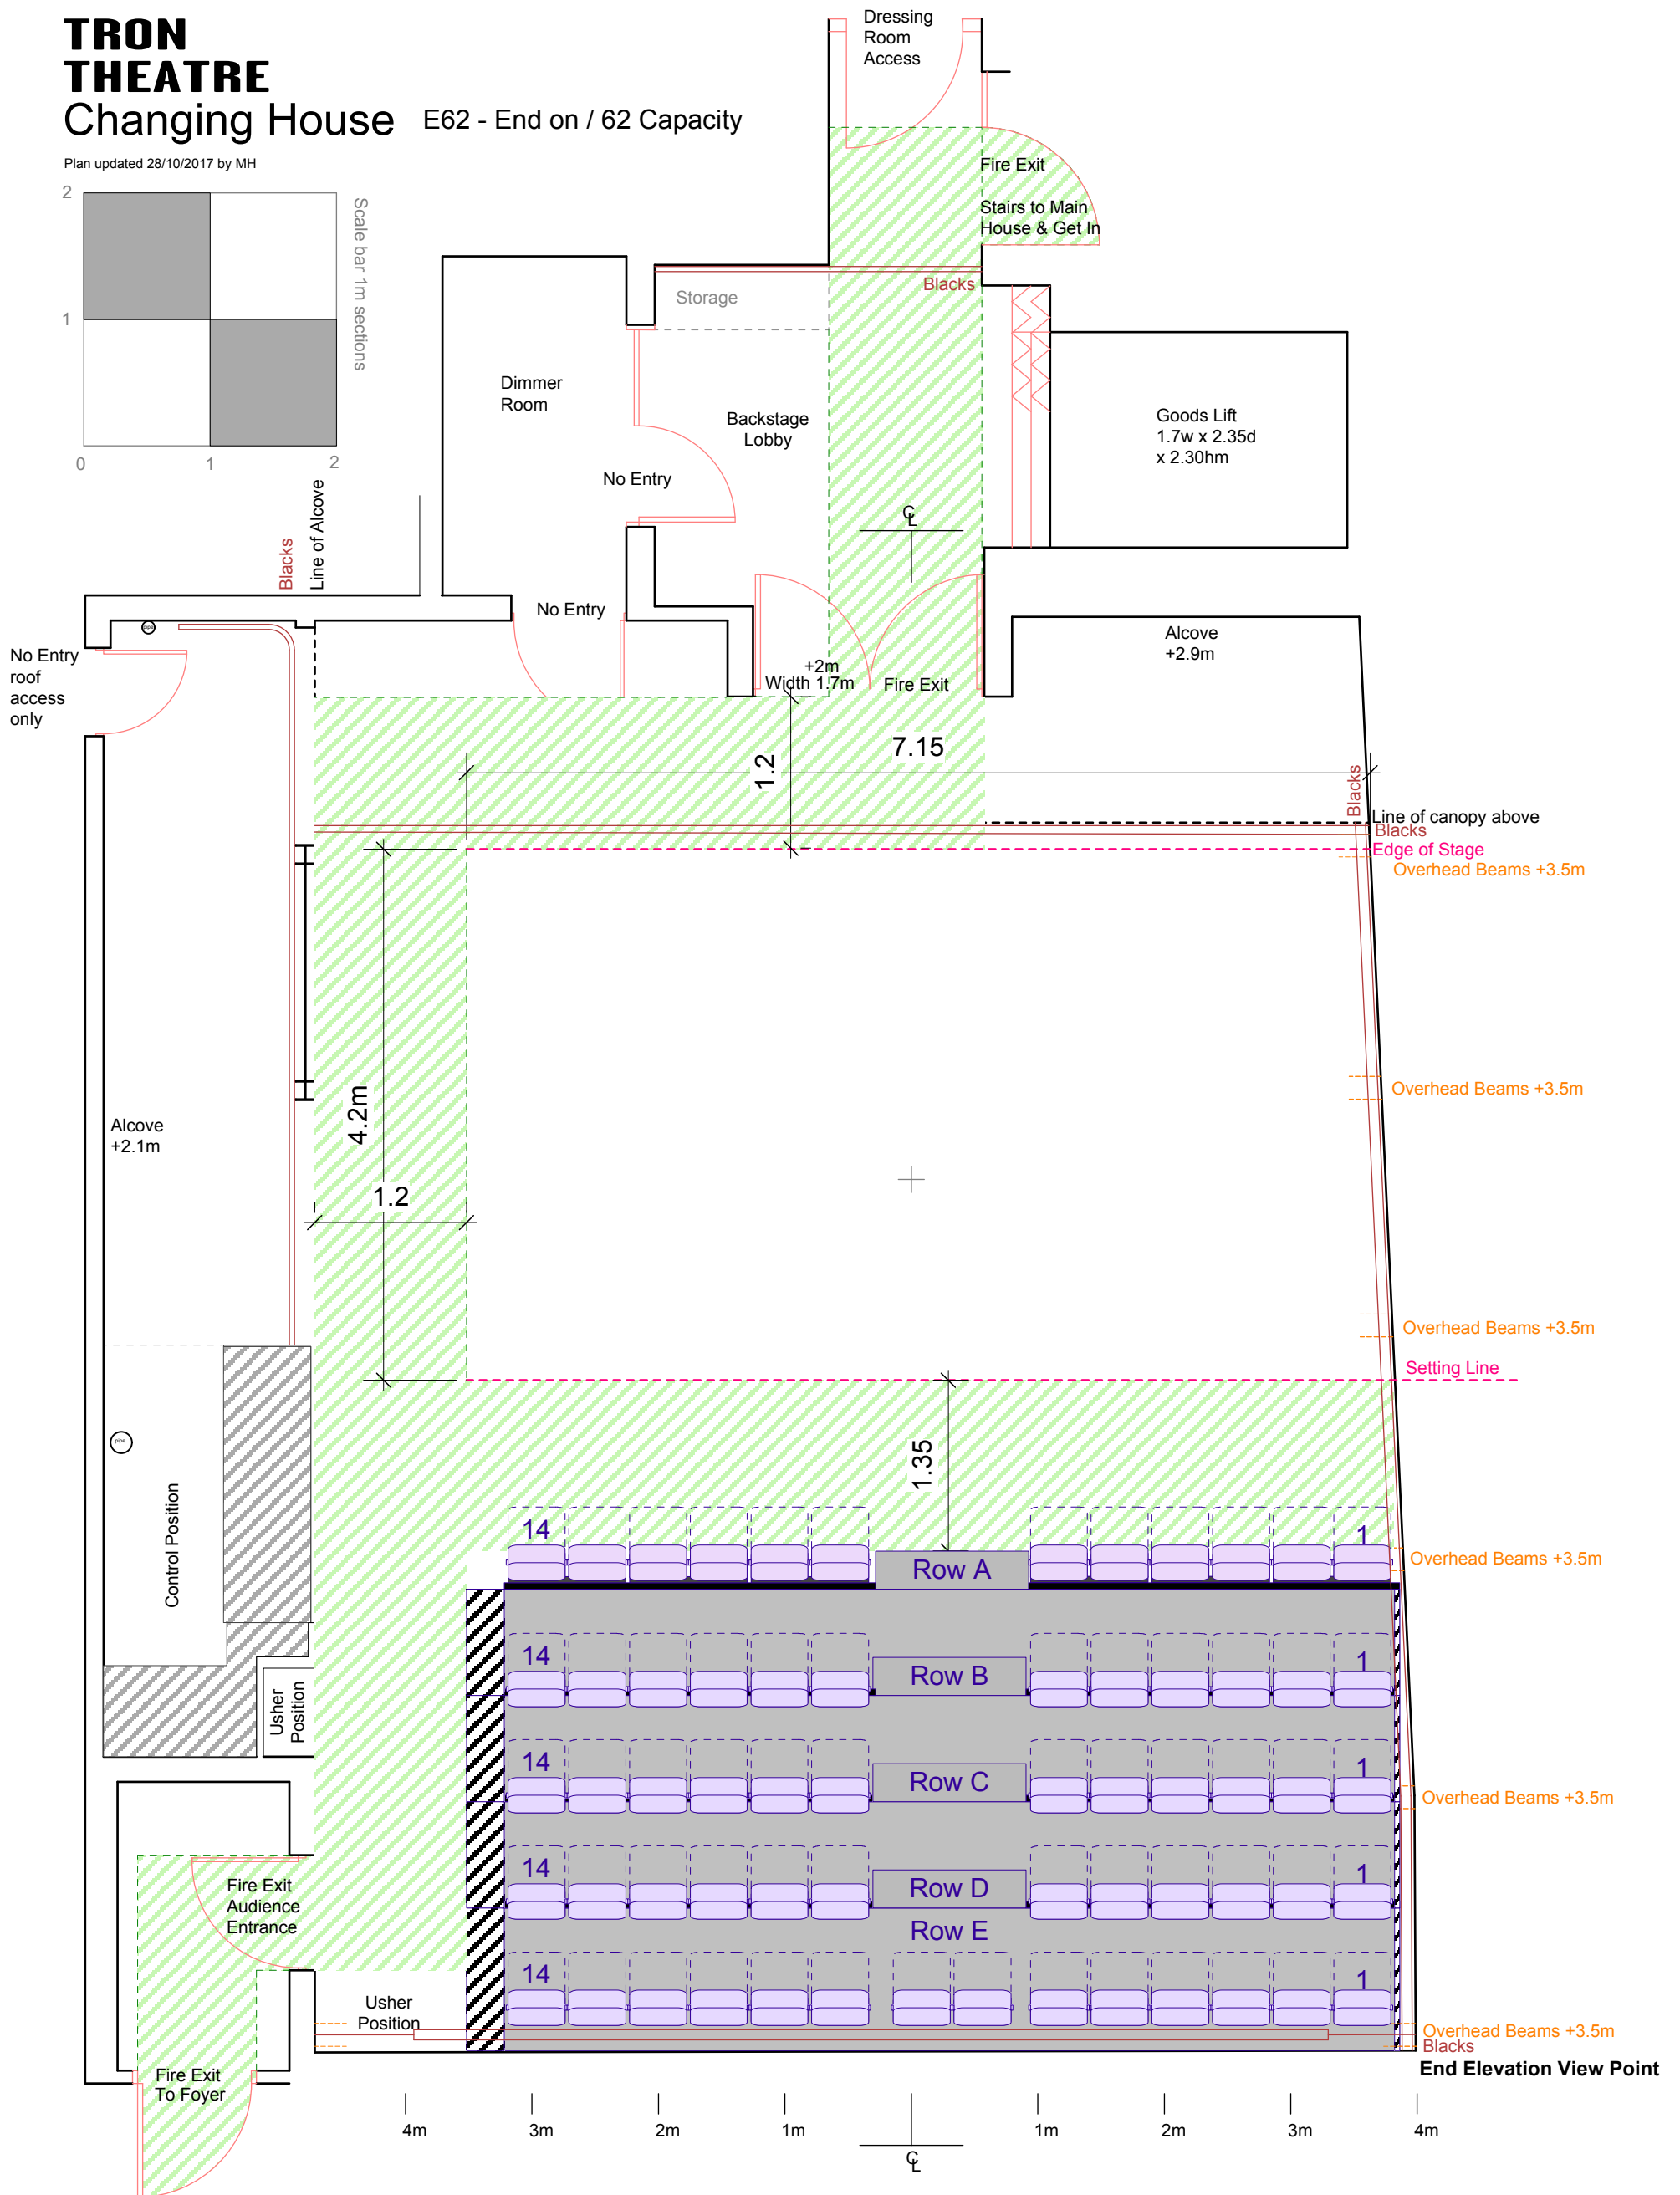 TRON
THEATRE
Changing House
E62 - End on / 62 Capacity
Plan updated 28/10/2017 by MH
2
1
0
1
2
Scale bar 1m sections
Dressing
Room
Access
Fire Exit
Stairs to Main
House & Get In
Blacks
Storage
Dimmer
Room
Backstage
Lobby
No Entry
Goods Lift
1.7w x 2.35d
x 2.30hm
CL
Blacks
Line of Alcove
No Entry
pipe
No Entry
roof
access
only
Alcove
+2.9m
+2m
Width 1.7m
Fire Exit
7.15
1.2
Blacks
Line of canopy above
Blacks
Edge of Stage
Overhead Beams +3.5m
Overhead Beams +3.5m
4.2m
Alcove
+2.1m
1.2
Overhead Beams +3.5m
Setting Line
pipe
1.35
Control Position
14
1
Row A
Overhead Beams +3.5m
14
1
Row B
Usher
Position
14
1
Row C
Overhead Beams +3.5m
14
1
Row D
Fire Exit
Audience
Entrance
Row E
14
1
Usher
Position
Overhead Beams +3.5m
Blacks
End Elevation View Point
Fire Exit
To Foyer
4m
3m
2m
1m
1m
2m
3m
4m
CL